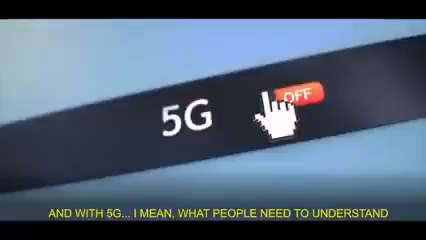 5G
OFF
AND WITH 5G... I MEAN, WHAT PEOPLE NEED TO UNDERSTAND